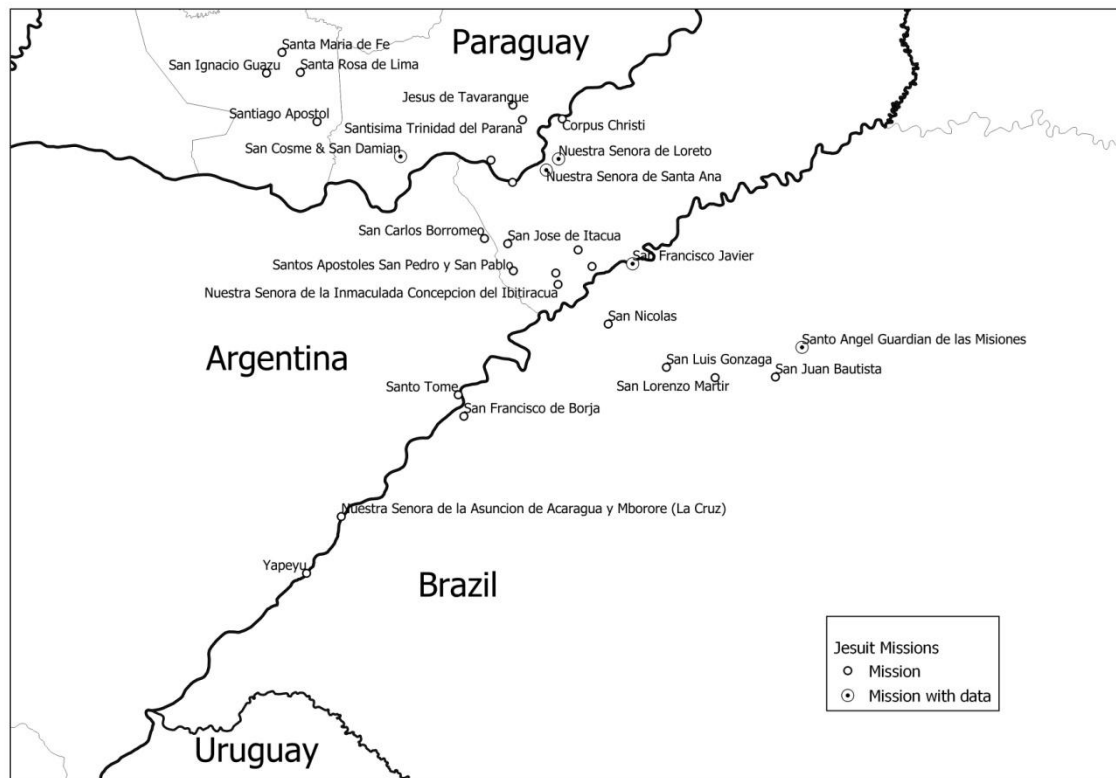 Paraguay
Santa Maria de Fe
San Ignacio Guazu
Santa Rosa de Lima
Jesus de Tavarangue
Santiago Apostol
Santisima Trinidad del Parana
Corpus Christi
San Cosme & San Damian
Nuestra Senora de Loreto
Nuestra Senora de Santa Ana
San Carlos Borromeo
San Jose de Itacua
San Francisco Javier
Santos Apostoles San Pedro y San Pablo
Nuestra Senora de la Inmaculada Concepcion del Ibitiracua
San Nicolas
Argentina
Santo Angel Guardian de las Misiones
San Luis Gonzaga
San Juan Bautista
San Lorenzo Martir
Santo Tome
San Francisco de Borja
Nuestra Senora de la Asuncion de Acaragua y Mborore (La Cruz)
Yapeyu
Brazil
Jesuit Missions
Mission
Mission with data
Uruguay